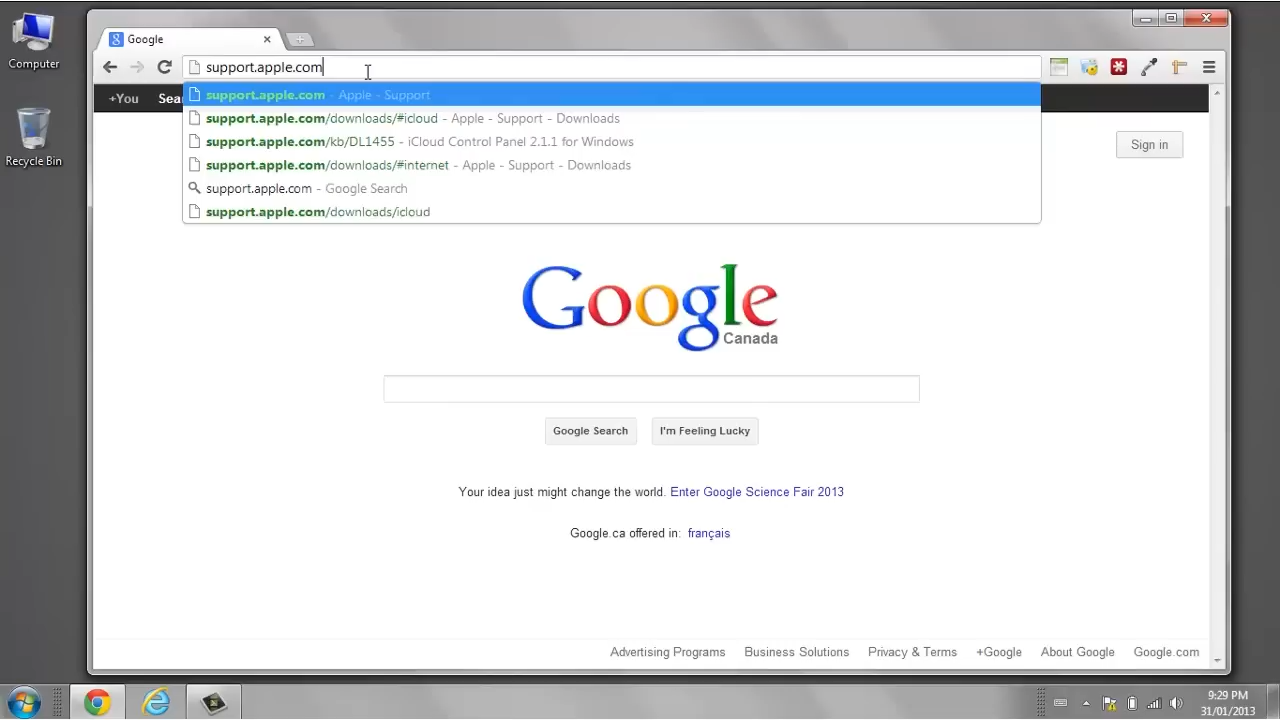 Computer
Recycle Bin
Google
support.apple.com
support.apple.com - Apple - Support
support.apple.com/downloads/#icloud - Apple - Support - Downloads
support.apple.com/kb/DL1455 - iCloud Control Panel 2.1.1 for Windows
support.apple.com/downloads/#internet - Apple - Support - Downloads
support.apple.com - Google Search
support.apple.com/downloads/icloud
+You Sea
Sign in
Google
Canada
Google Search I'm Feeling Lucky
Your idea just might change the world. Enter Google Science Fair 2013
Google.ca offered in: français
Advertising Programs Business Solutions Privacy & Terms +Google About Google Google.com
9:29 PM
31/01/2013